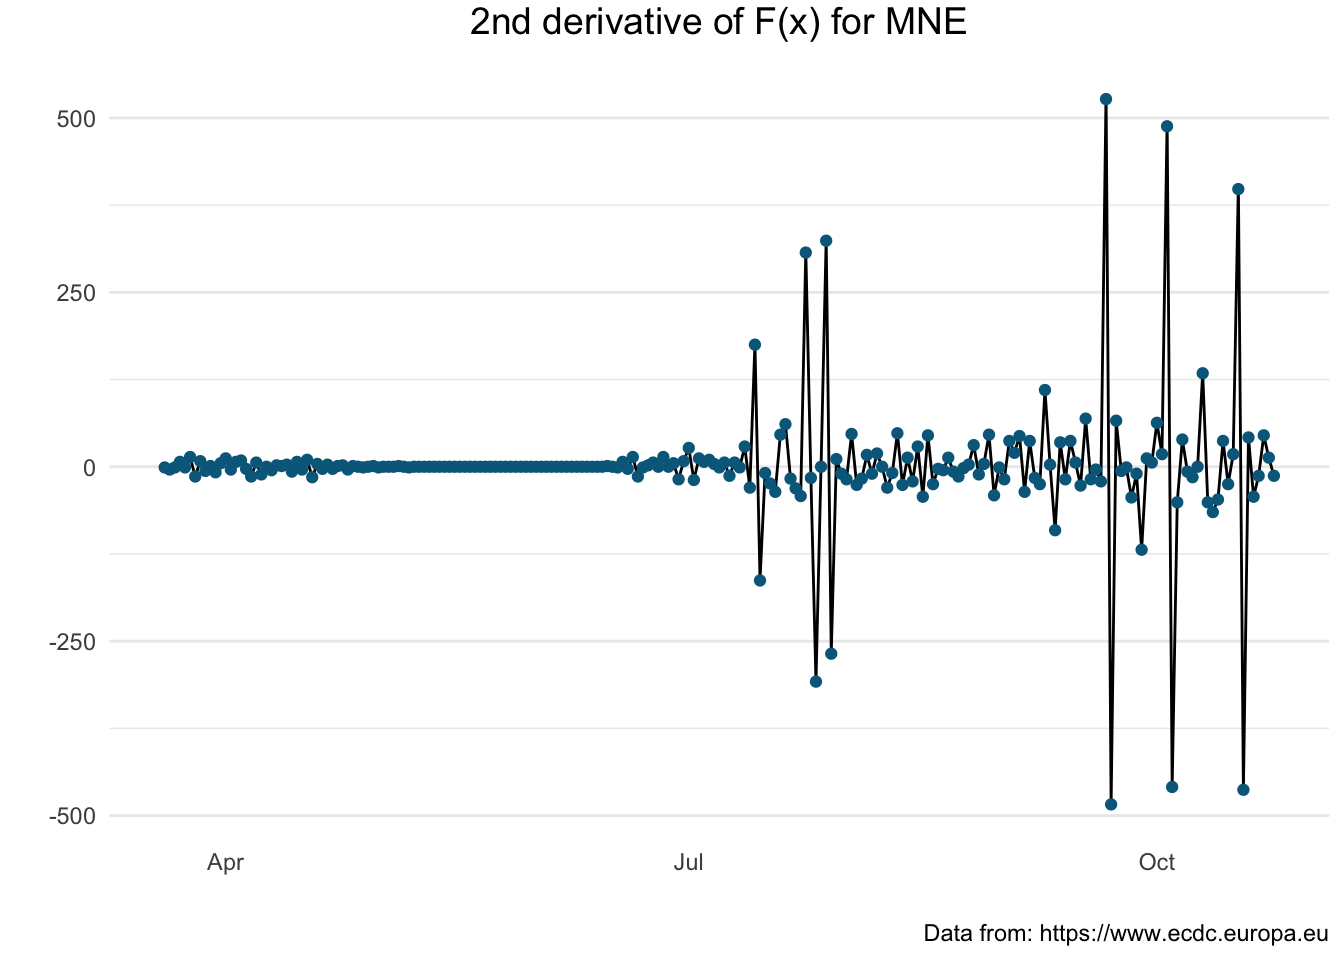 2nd derivative of F(x) for MNE
500
250
0
-250
-500
Apr
Jul
Oct
Data from: https://www.ecdc.europa.eu